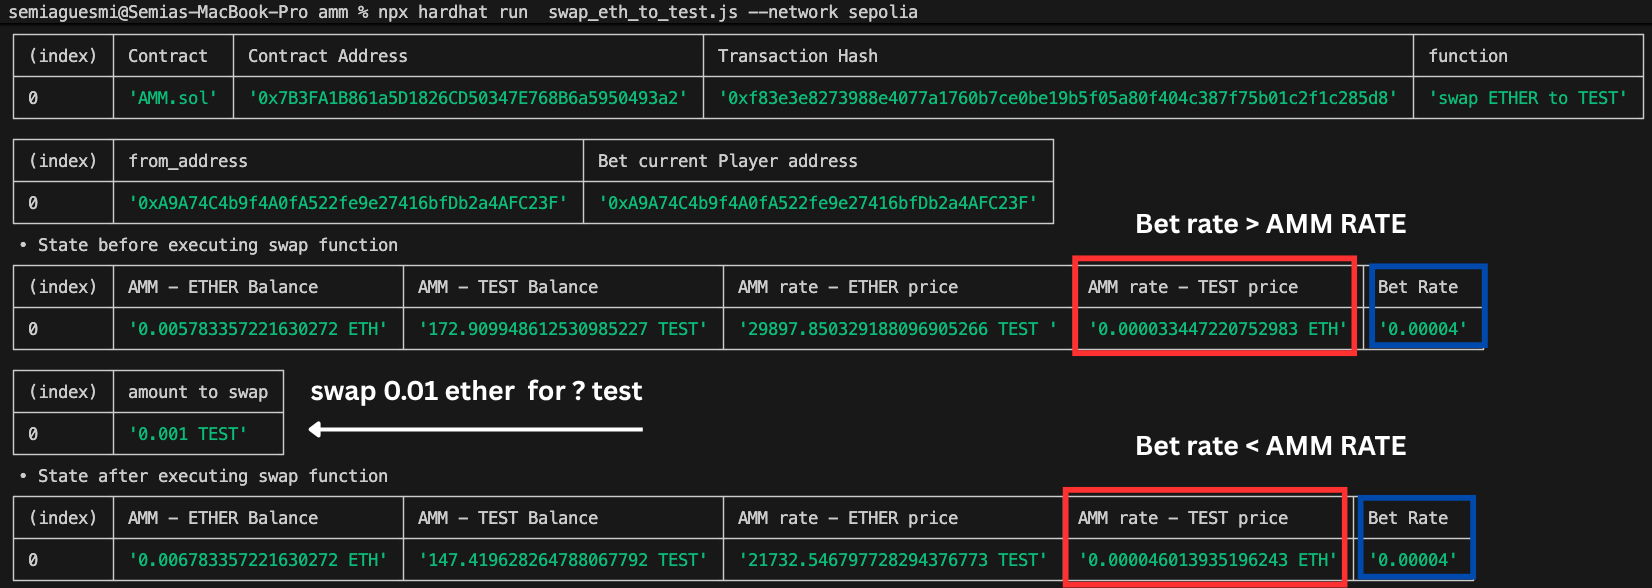 semiaguesmi@Semias-MacBook-Pro amm % npx hardhat run  swap_eth_to_test.js --network sepolia
(index) Contract Contract Address Transaction Hash function
0 'AMM.sol' '0x7B3FA1B861a5D1826CD50347E768B6a5950493a2' '0xf83e3e8273988e4077a1760b7ce0be19b5f05a80f404c387f75b01c2f1c285d8' 'swap ETHER to TEST'
(index) from_address Bet current Player address
0 '0xA9A74C4b9f4A0fA522fe9e27416bfDb2a4AFC23F' '0xA9A74C4b9f4A0fA522fe9e27416bfDb2a4AFC23F'
Bet rate > AMM RATE
• State before executing swap function
(index) AMM - ETHER Balance AMM - TEST Balance AMM rate - ETHER price AMM rate - TEST price Bet Rate
0 '0.005783357221630272 ETH' '172.909948612530985227 TEST' '29897.850329188096905266 TEST ' '0.000033447220752983 ETH' '0.00004'
(index) amount to swap
swap 0.01 ether for ? test
0 '0.001 TEST'
Bet rate < AMM RATE
• State after executing swap function
(index) AMM - ETHER Balance AMM - TEST Balance AMM rate - ETHER price AMM rate - TEST price Bet Rate
0 '0.006783357221630272 ETH' '147.419628264788067792 TEST' '21732.546797728294376773 TEST' '0.000046013935196243 ETH' '0.00004'